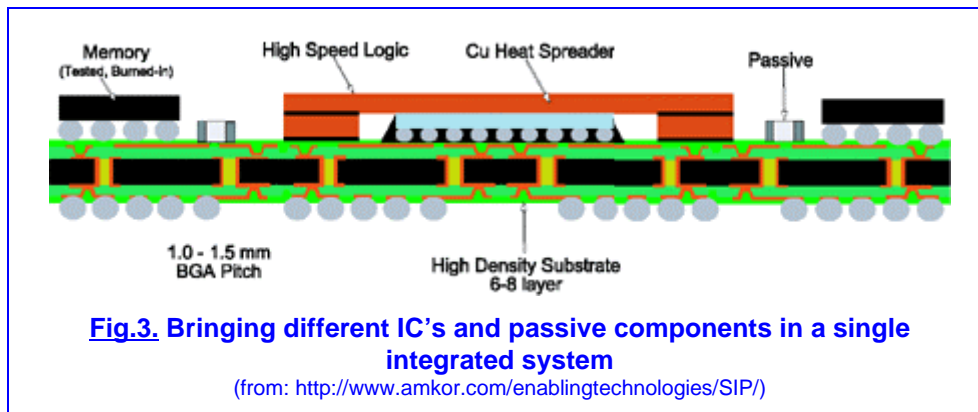 Memory
(Tested, Burned-In)
High Speed Logic
Cu Heat Spreader
Passive
1.0 - 1.5 mm
BGA Pitch
High Density Substrate
6-8 layer
Fig.3. Bringing different IC's and passive components in a single
integrated system
(from: http://www.amkor.com/enablingtechnologies/SIP/)